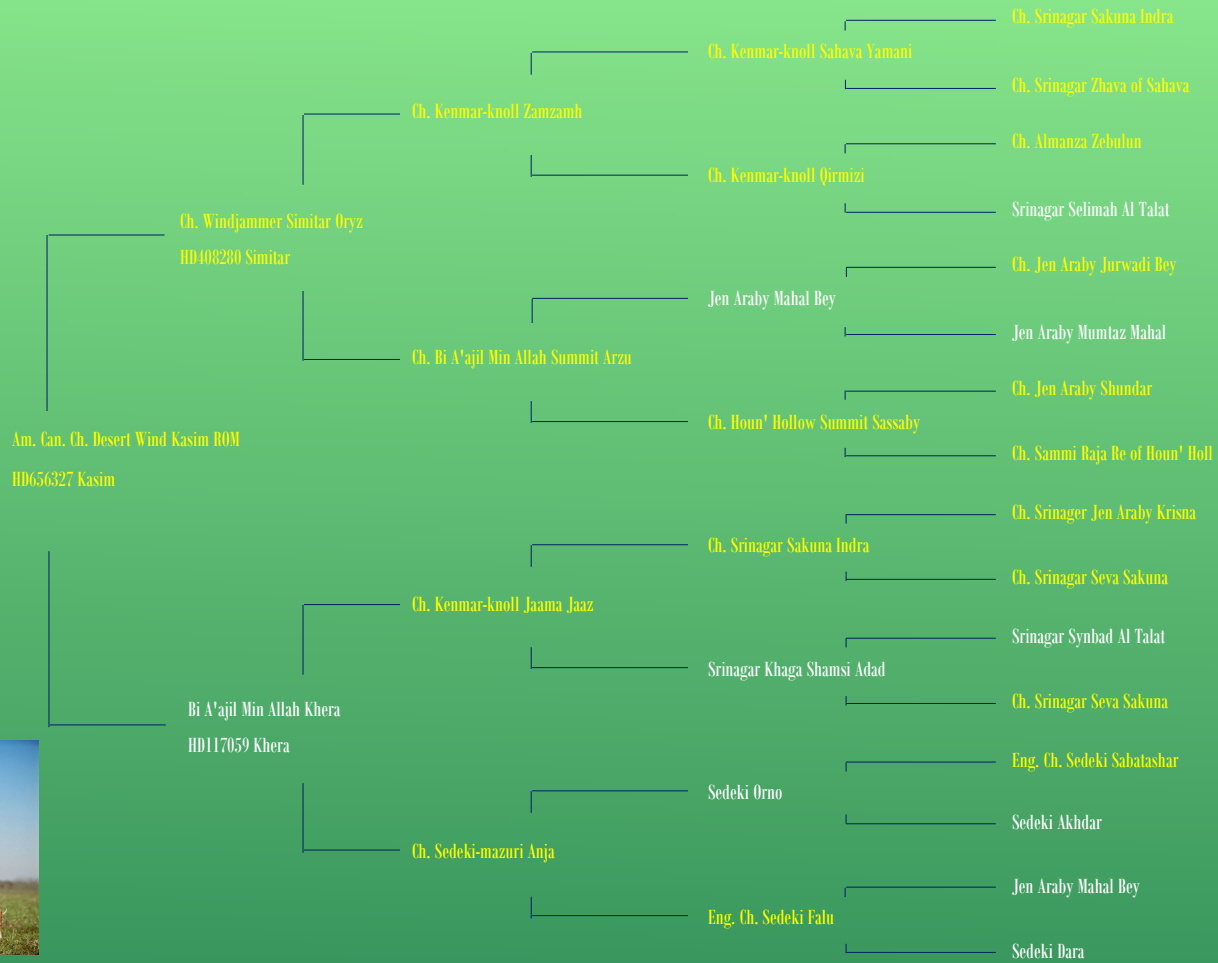 Ch. Srinagar Sakuna Indra
Ch. Kenmar-knoll Sahava Yamani
Ch. Srinagar Zhava of Sahava
Ch. Kenmar-knoll Zamzamh
Ch. Almanza Zebulun
Ch. Kenmar-knoll Qirmizi
Srinagar Selimah Al Talat
Ch. Windjammer Simitar Oryz
HD408280 Simitar
Ch. Jen Araby Jurwadi Bey
Jen Araby Mahal Bey
Jen Araby Mumtaz Mahal
Ch. Bi A'ajil Min Allah Summit Arzu
Ch. Jen Araby Shundar
Ch. Houn' Hollow Summit Sassaby
Ch. Sammi Raja Re of Houn' Holl
Am. Can. Ch. Desert Wind Kasim ROM
HD656327 Kasim
Ch. Srinager Jen Araby Krisna
Ch. Srinagar Sakuna Indra
Ch. Srinagar Seva Sakuna
Ch. Kenmar-knoll Jaama Jaaz
Srinagar Synbad Al Talat
Srinagar Khaga Shamsi Adad
Ch. Srinagar Seva Sakuna
Bi A'ajil Min Allah Khera
HD117059 Khera
Eng. Ch. Sedeki Sabatashar
Sedeki Orno
Sedeki Akhdar
Ch. Sedeki-mazuri Anja
Jen Araby Mahal Bey
Eng. Ch. Sedeki Falu
Sedeki Dara